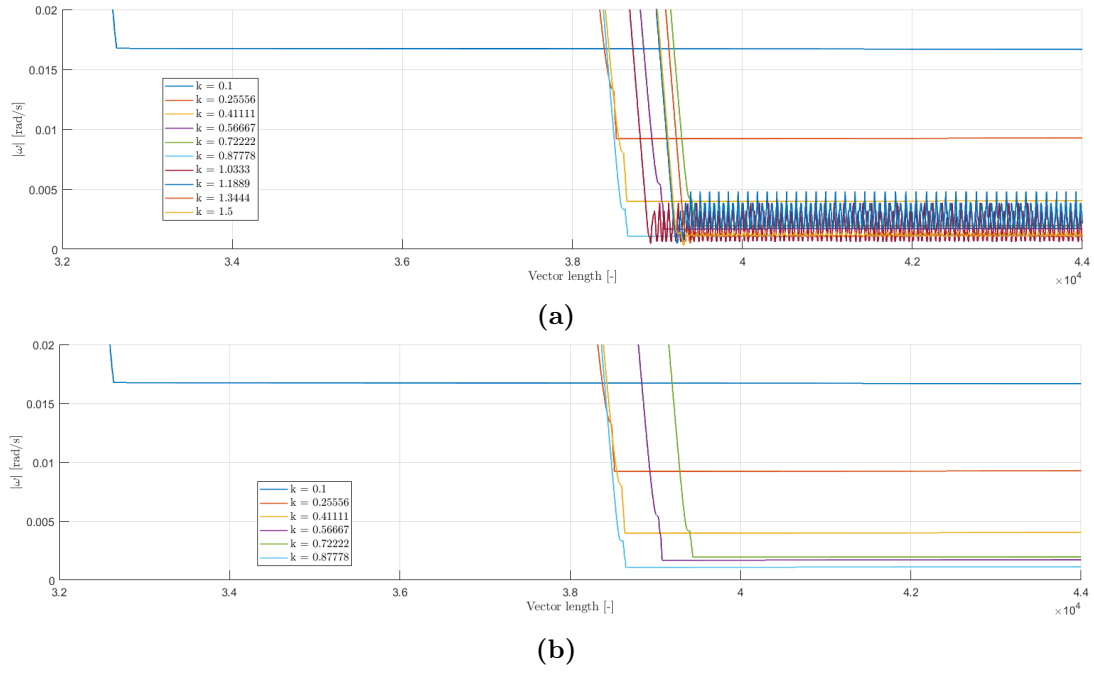 0.02
0.015
0.01
0.005
0
|ω| [rad/s]
k = 0.1
k = 0.25556
k = 0.41111
k = 0.56667
k = 0.72222
k = 0.87778
k = 1.0333
k = 1.1889
k = 1.3444
k = 1.5
3.2 3.4 3.6 3.8 4 4.2 4.4
Vector length [-]
×10⁴
(a)
0.02
0.015
0.01
0.005
0
|ω| [rad/s]
k = 0.1
k = 0.25556
k = 0.41111
k = 0.56667
k = 0.72222
k = 0.87778
3.2 3.4 3.6 3.8 4 4.2 4.4
Vector length [-]
×10⁴
(b)